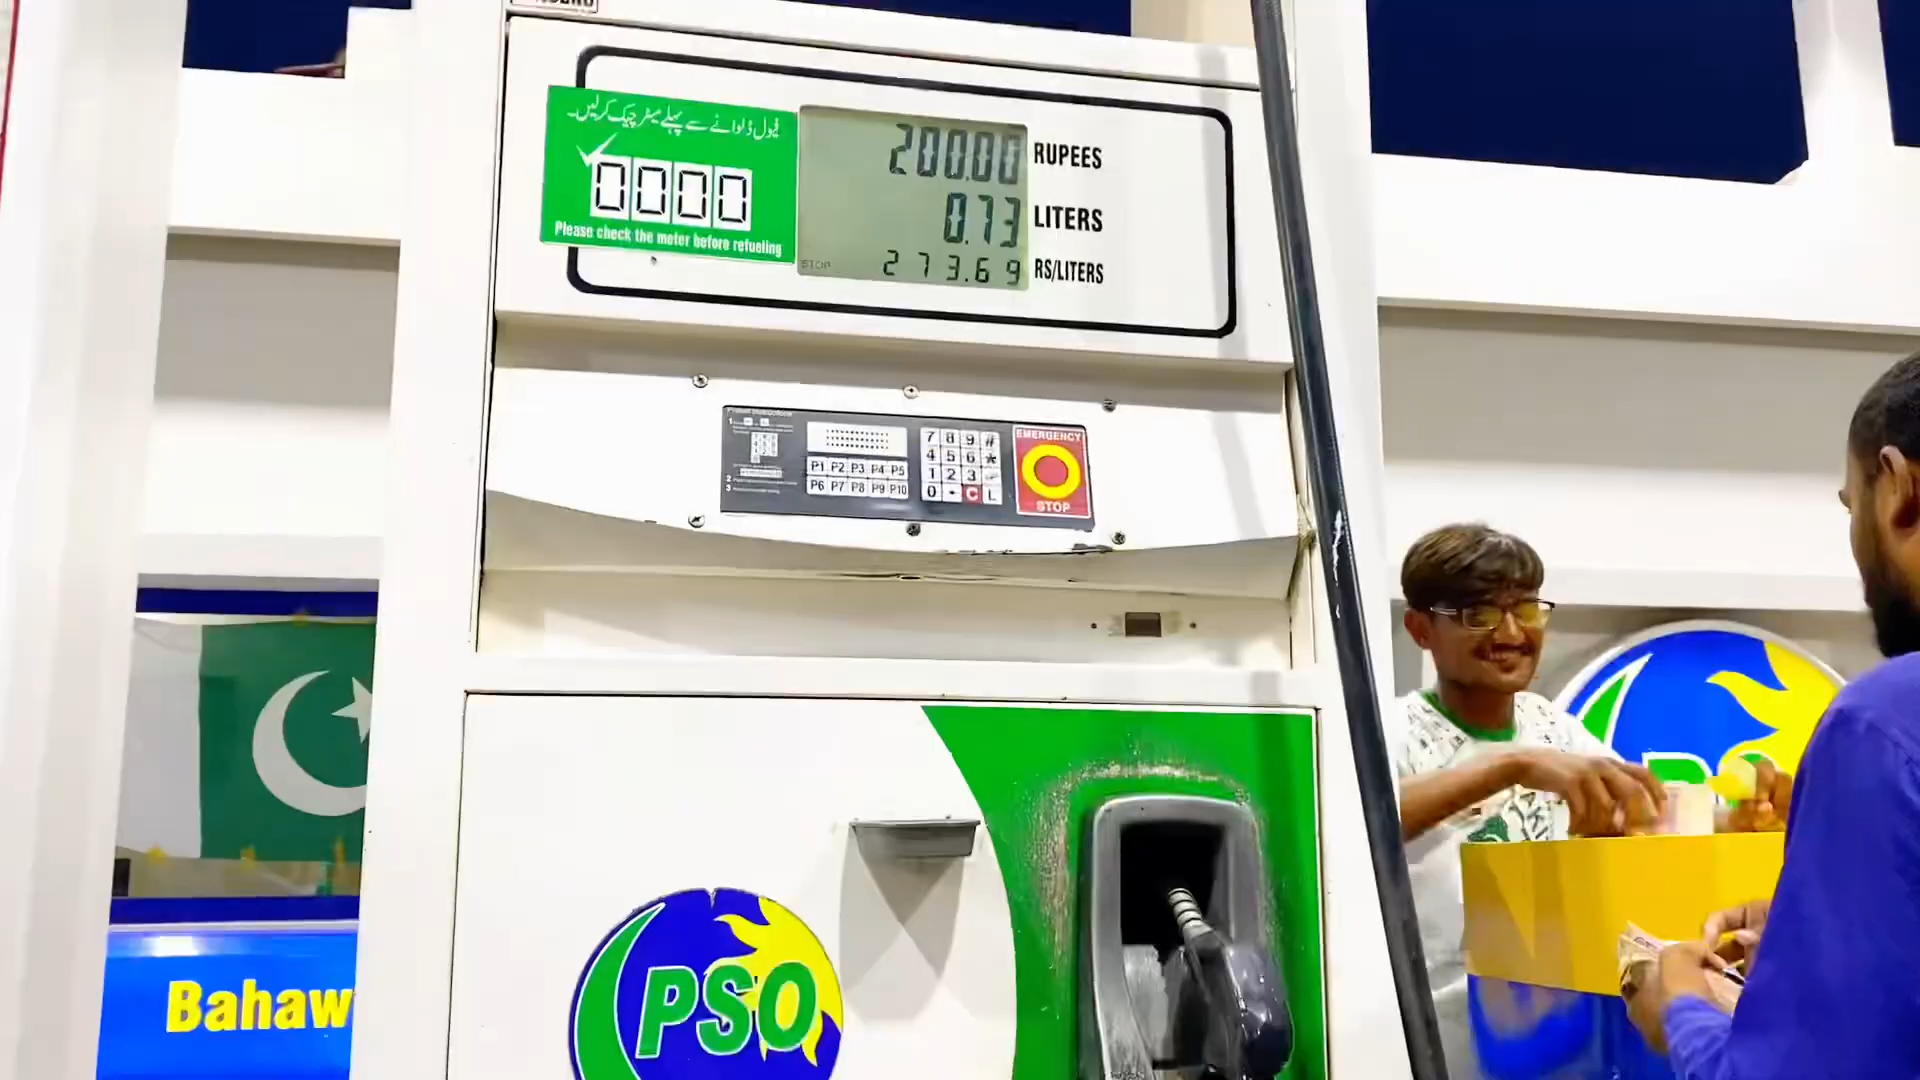 فیول ڈلوانے سے پہلے میٹر چیک کرلیں۔
0000
Please check the meter before refueling
200.00 RUPEES
0.73 LITERS
STOP 273.69 RS/LITERS
7 8 9 #
4 5 6 *
1 2 3
0 • C L
P1 P2 P3 P4 P5
P6 P7 P8 P9 P10
EMERGENCY
STOP
PSO
Bahaw